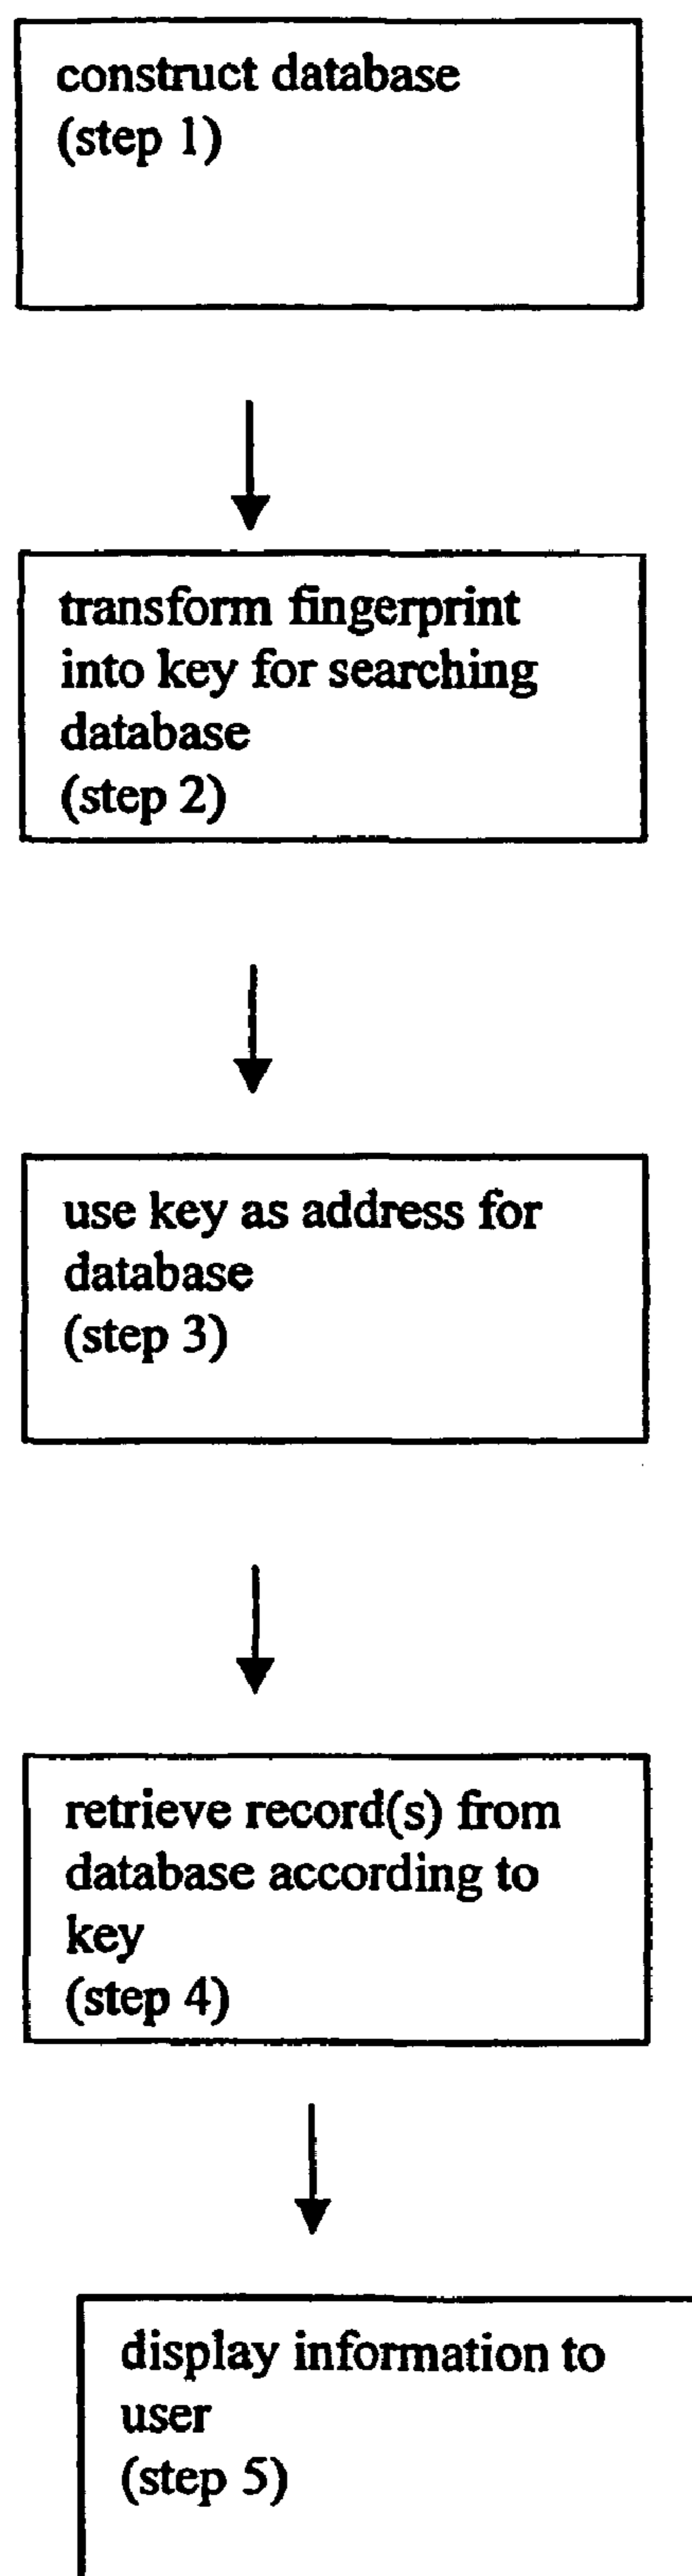 construct database
(step 1)
transform fingerprint
into key for searching
database
(step 2)
use key as address for
database
(step 3)
retrieve record(s) from
database according to
key
(step 4)
display information to
user
(step 5)